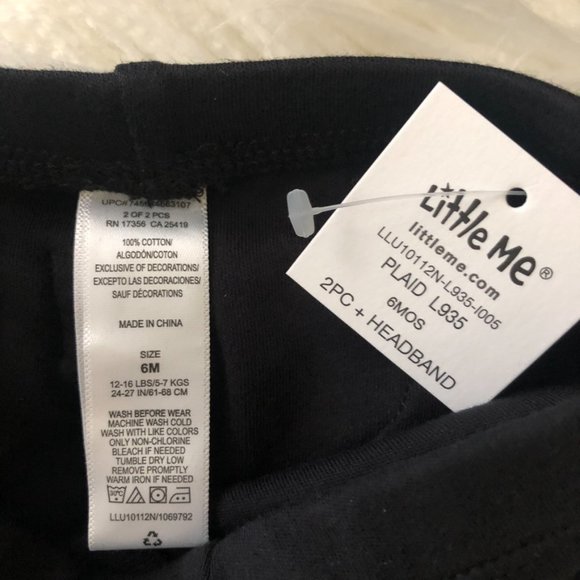 2 OF 2 PCS
RN 17356 CA 25419
100% COTTON/
ALGODÓN/COTON
EXCLUSIVE OF DECORATIONS/
EXCEPTO LAS DECORACIONES/
SAUF DÉCORATIONS
MADE IN CHINA
SIZE
6M
12-16 LBS/5-7 KGS
24-27 IN/61-68 CM
WASH BEFORE WEAR
MACHINE WASH COLD
WASH WITH LIKE COLORS
ONLY NON-CHLORINE
BLEACH IF NEEDED
TUMBLE DRY LOW
REMOVE PROMPTLY
WARM IRON IF NEEDED
30°C
LLU10112N/1069792
Little Me®
littleme.com
LLU10112N-L935-I005
PLAID L935
6MOS
2PC + HEADBAND